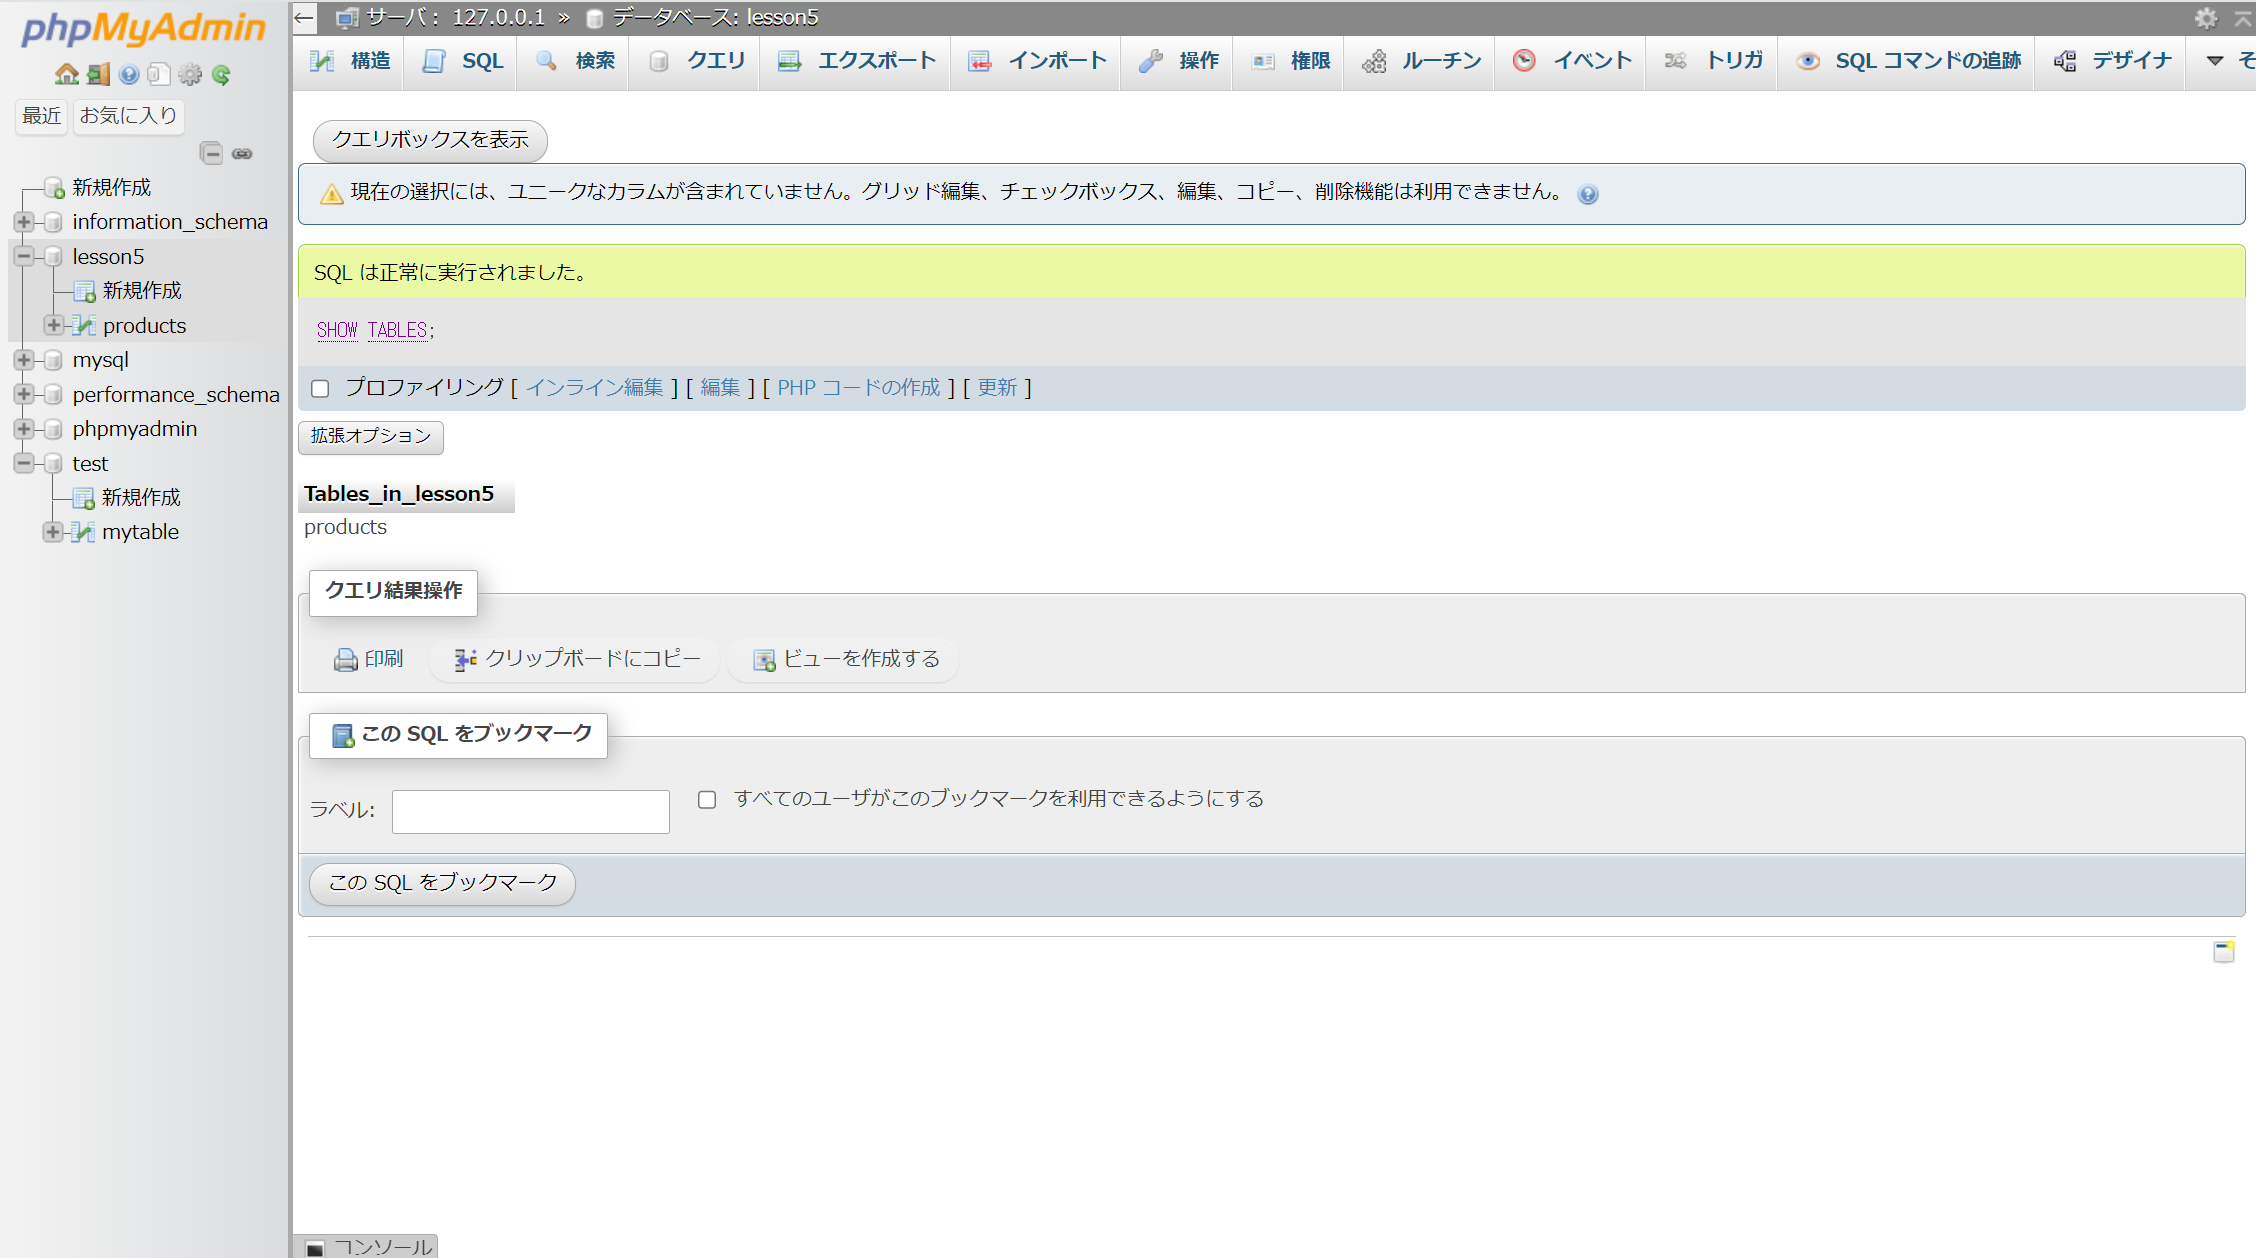 phpMyAdmin
最近 お気に入り
新規作成
information_schema
lesson5
新規作成
products
mysql
performance_schema
phpmyadmin
test
新規作成
mytable
← サーバ: 127.0.0.1 » データベース: lesson5
構造 SQL 検索 クエリ エクスポート インポート 操作 権限 ルーチン イベント トリガ SQL コマンドの追跡 デザイナ
クエリボックスを表示
現在の選択には、ユニークなカラムが含まれていません。グリッド編集、チェックボックス、編集、コピー、削除機能は利用できません。
SQL は正常に実行されました。
SHOW TABLES;
プロファイリング [ インライン編集 ] [ 編集 ] [ PHP コードの作成 ] [ 更新 ]
拡張オプション
Tables_in_lesson5
products
クエリ結果操作
印刷 クリップボードにコピー ビューを作成する
この SQL をブックマーク
ラベル: すべてのユーザがこのブックマークを利用できるようにする
この SQL をブックマーク
コンソール